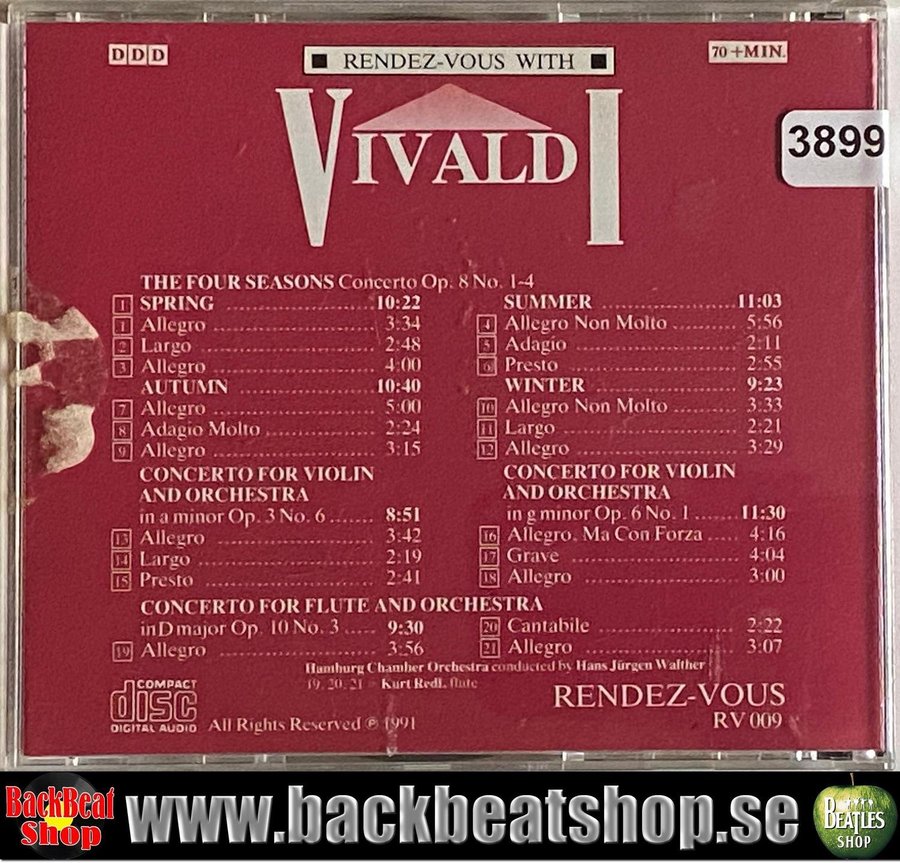 DDD
RENDEZ-VOUS WITH
70 + MIN.
VIVALDI
3899
THE FOUR SEASONS Concerto Op. 8 No. 1-4
1 SPRING 10:22
1 Allegro 3:34
2 Largo 2:48
3 Allegro 4:00
AUTUMN 10:40
7 Allegro 5:00
8 Adagio Molto 2:24
9 Allegro 3:15
SUMMER 11:03
4 Allegro Non Molto 5:56
5 Adagio 2:11
6 Presto 2:55
WINTER 9:23
10 Allegro Non Molto 3:33
11 Largo 2:21
12 Allegro 3:29
CONCERTO FOR VIOLIN
AND ORCHESTRA
in a minor Op. 3 No. 6 8:51
13 Allegro 3:42
14 Largo 2:19
15 Presto 2:41
CONCERTO FOR VIOLIN
AND ORCHESTRA
in g minor Op. 6 No. 1 11:30
16 Allegro, Ma Con Forza 4:16
17 Grave 4:04
18 Allegro 3:00
CONCERTO FOR FLUTE AND ORCHESTRA
in D major Op. 10 No. 3 9:30
19 Allegro 3:56
20 Cantabile 2:22
21 Allegro 3:07
Hamburg Chamber Orchestra conducted by Hans Jürgen Walther
19, 20, 21 = Kurt Redl, flute
COMPACT
disc
DIGITAL AUDIO
All Rights Reserved ℗ 1991
RENDEZ-VOUS
RV 009
BackBeat
Shop
www.backbeatshop.se
BEATLES
SHOP